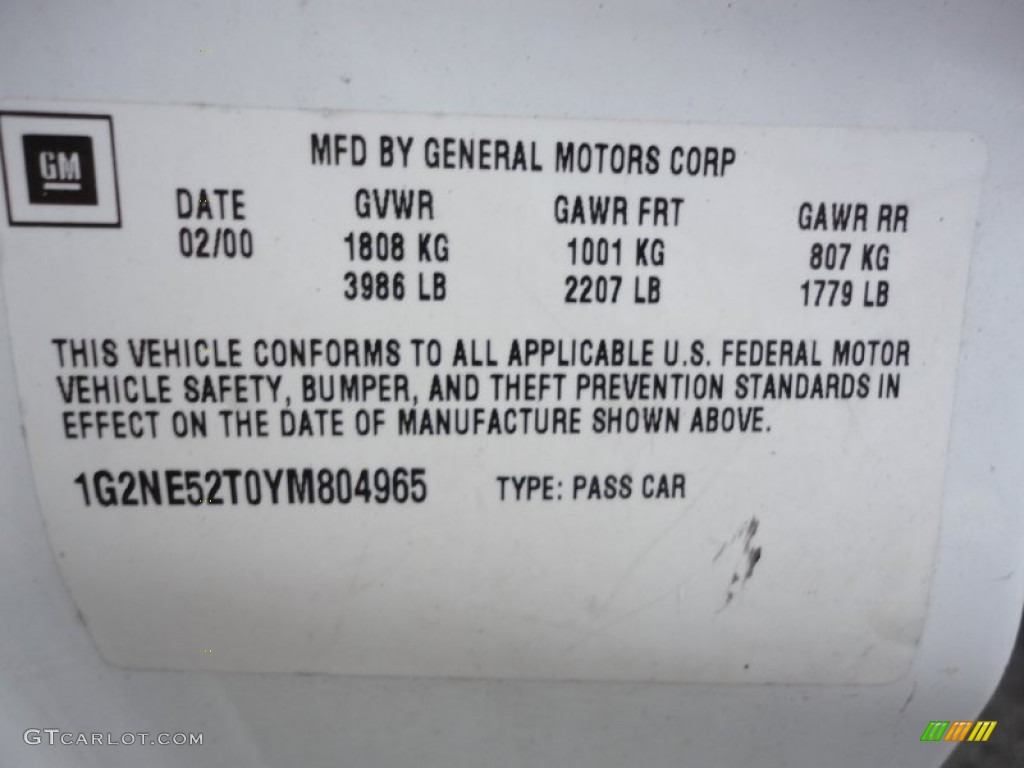 GM
MFD BY GENERAL MOTORS CORP
DATE GVWR GAWR FRT GAWR RR
02/00 1808 KG 1001 KG 807 KG
3986 LB 2207 LB 1779 LB
THIS VEHICLE CONFORMS TO ALL APPLICABLE U.S. FEDERAL MOTOR
VEHICLE SAFETY, BUMPER, AND THEFT PREVENTION STANDARDS IN
EFFECT ON THE DATE OF MANUFACTURE SHOWN ABOVE.
1G2NE52T0YM804965 TYPE: PASS CAR
GTCARLOT.COM